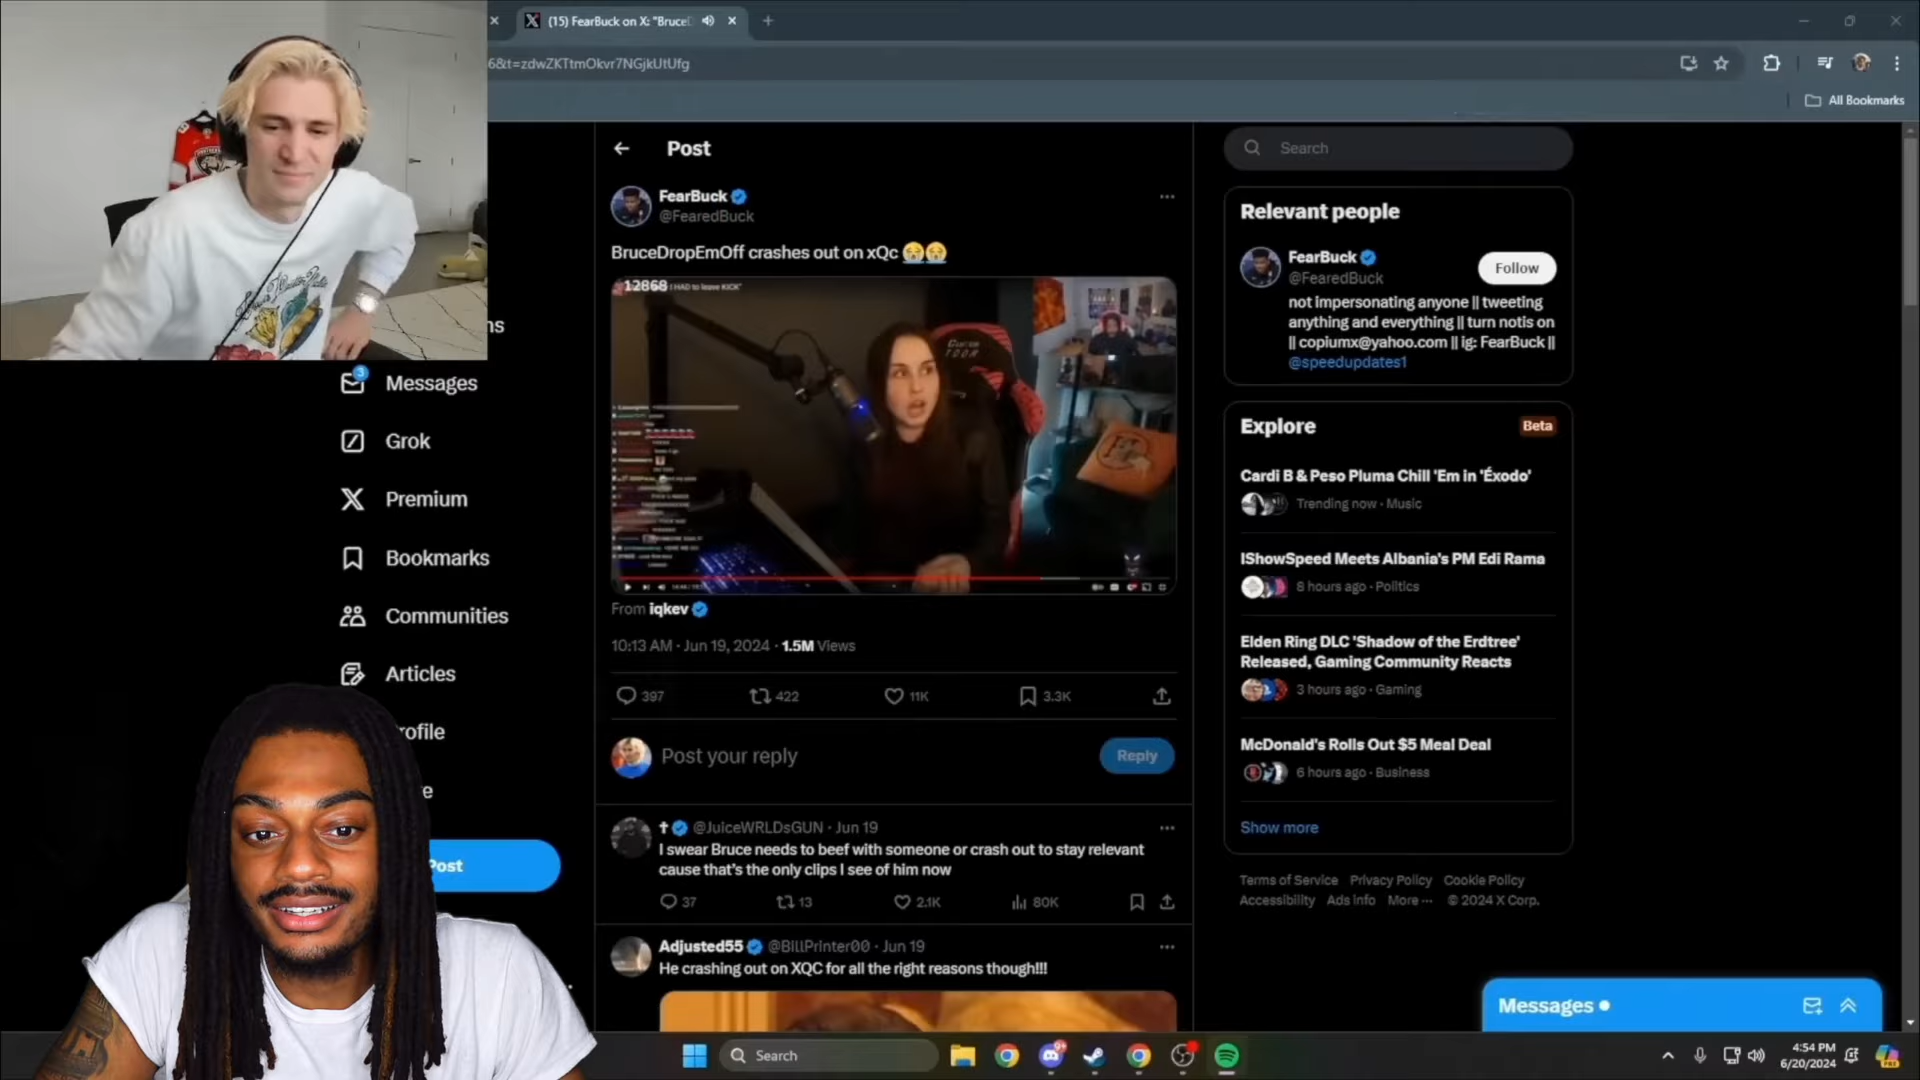 (15) FearBuck on X: "Bruce
6&t=zdwZKTtmOkvr7NGjkUtUfg
All Bookmarks
ns
Messages
3
Grok
Premium
Bookmarks
Communities
Articles
rofile
re
Post
Post
FearBuck
@FearedBuck
BruceDropEmOff crashes out on xQc 😭😭
12868
I HAD to leave KICK"
From iqkev
10:13 AM · Jun 19, 2024 · 1.5M Views
397
422
11K
3.3K
Post your reply
Reply
@JuiceWRLDsGUN · Jun 19
I swear Bruce needs to beef with someone or crash out to stay relevant
cause that's the only clips I see of him now
37
13
2.1K
80K
Adjusted55 @BillPrinter00 · Jun 19
He crashing out on XQC for all the right reasons though!!!
Search
Relevant people
FearBuck
@FearedBuck
Follow
not impersonating anyone || tweeting
anything and everything || turn notis on
|| copiumx@yahoo.com || ig: FearBuck ||
@speedupdates1
Explore
Beta
Cardi B & Peso Pluma Chill 'Em in 'Éxodo'
Trending now · Music
IShowSpeed Meets Albania's PM Edi Rama
8 hours ago · Politics
Elden Ring DLC 'Shadow of the Erdtree'
Released, Gaming Community Reacts
3 hours ago · Gaming
McDonald's Rolls Out $5 Meal Deal
6 hours ago · Business
Show more
Terms of Service Privacy Policy Cookie Policy
Accessibility Ads info More ··· © 2024 X Corp.
Messages
Search
4:54 PM
6/20/2024